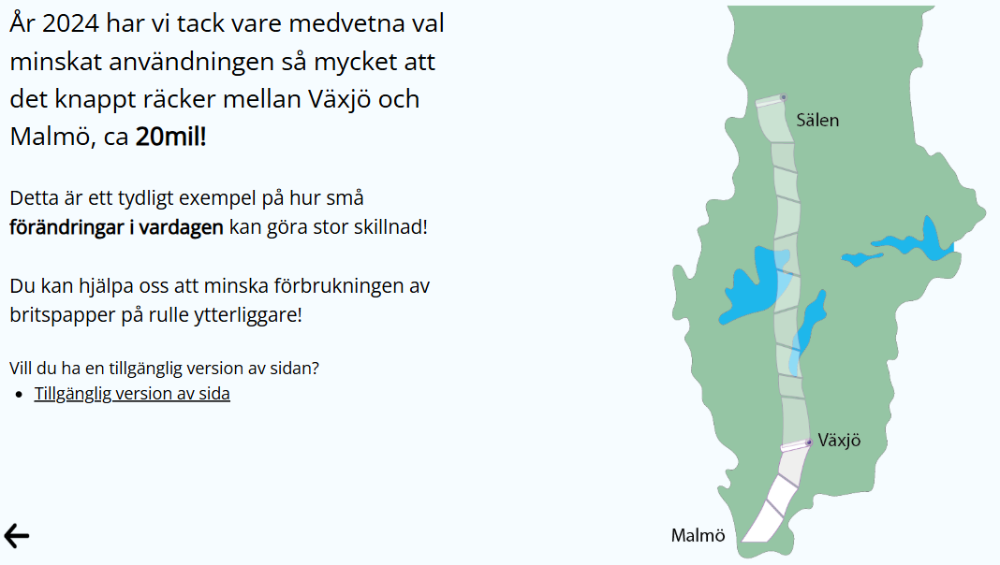 År 2024 har vi tack vare medvetna val
minskat användningen så mycket att
det knappt räcker mellan Växjö och
Malmö, ca 20mil!
Detta är ett tydligt exempel på hur små
förändringar i vardagen kan göra stor skillnad!
Du kan hjälpa oss att minska förbrukningen av
britspapper på rulle ytterliggare!
Vill du ha en tillgänglig version av sidan?
Tillgänglig version av sida
Sälen
Växjö
Malmö